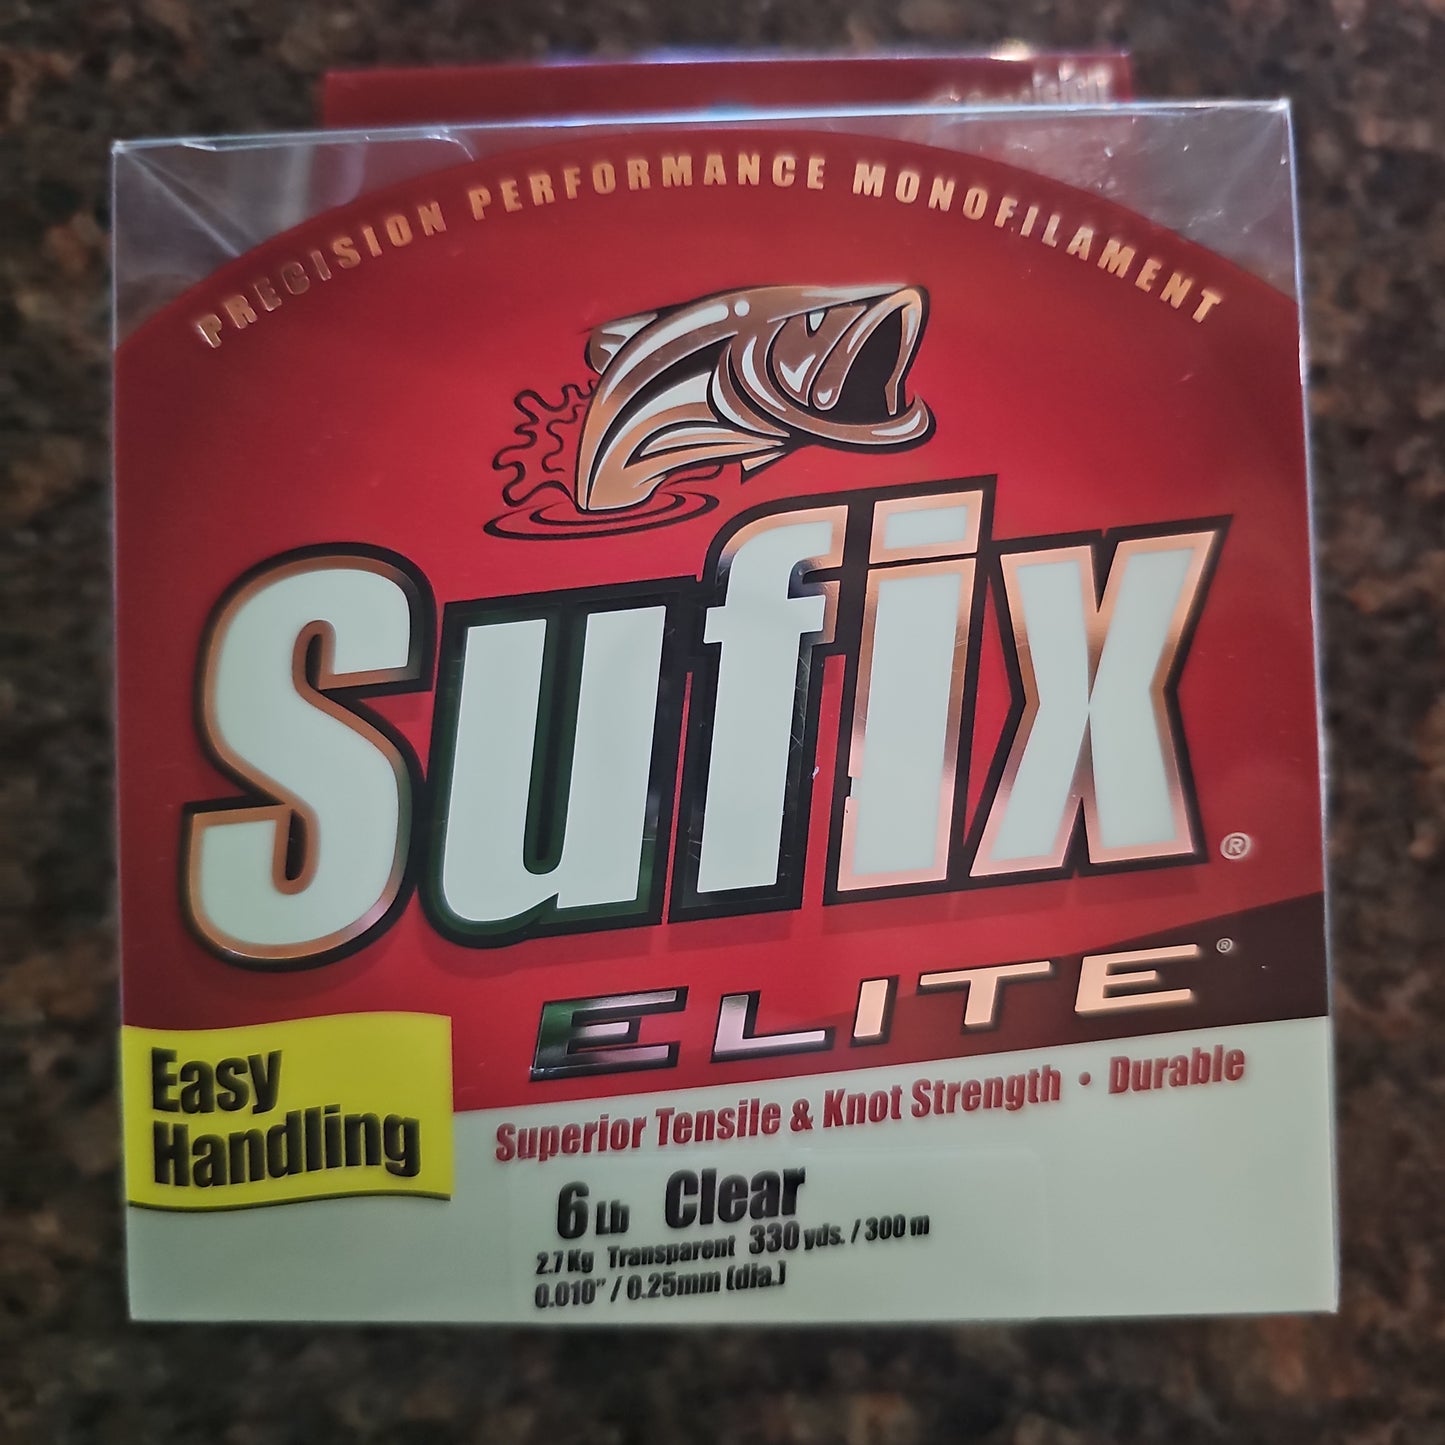 PRECISION PERFORMANCE MONOFILAMENT
Sufix®
ELITE®
Easy
Handling
Superior Tensile & Knot Strength • Durable
6 Lb Clear
2.7 Kg Transparent 330 yds. / 300 m
0.010" / 0.25mm (dia.)